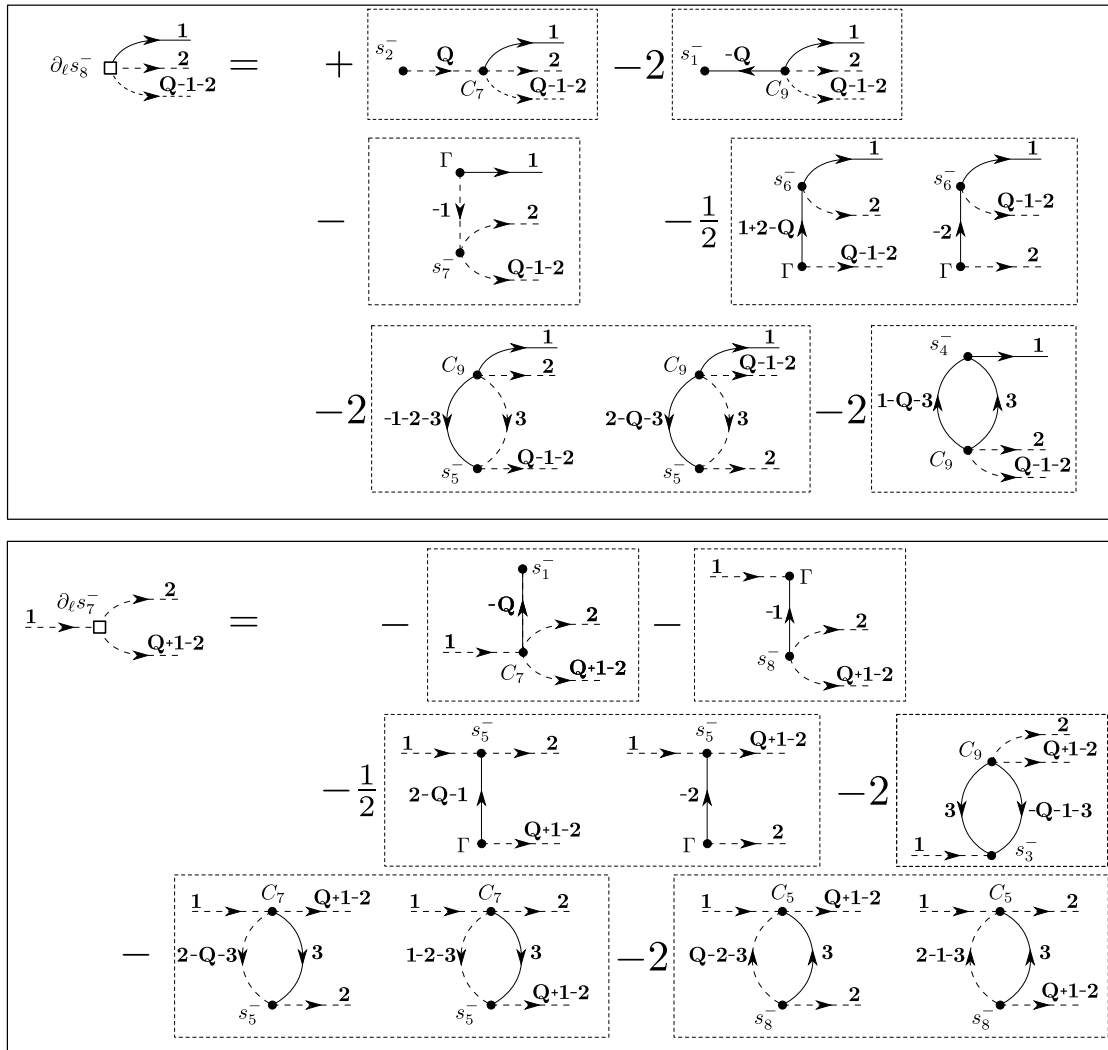 ∂ℓs₈⁻ 1 2 Q-1-2 = + s₂⁻ Q C₇ 1 2 Q-1-2 −2 s₁⁻ -Q C₉ 1 2 Q-1-2
− Γ 1 -1 s₇⁻ 2 Q-1-2 −1/2 s₆⁻ 1 2 1+2-Q Γ Q-1-2 s₆⁻ 1 Q-1-2 -2 Γ 2
−2 C₉ 1 2 -1-2-3 3 s₅⁻ Q-1-2 C₉ 1 Q-1-2 2-Q-3 3 s₅⁻ 2 −2 s₄⁻ 1 1-Q-3 3 C₉ 2 Q-1-2
1 ∂ℓs₇⁻ 2 Q+1-2 = − s₁⁻ -Q 1 C₇ 2 Q+1-2 − 1 Γ -1 s₈⁻ 2 Q+1-2
−1/2 1 s₅⁻ 2 2-Q-1 Γ Q+1-2 1 s₅⁻ Q+1-2 -2 Γ 2 −2 C₉ 2 Q+1-2 3 -Q-1-3 1 s₃⁻
− 1 C₇ Q+1-2 2-Q-3 3 s₅⁻ 2 1 C₇ 2 1-2-3 3 s₅⁻ Q+1-2 −2 1 C₅ Q+1-2 Q-2-3 3 s₈⁻ 2 1 C₅ 2 2-1-3 3 s₈⁻ Q+1-2